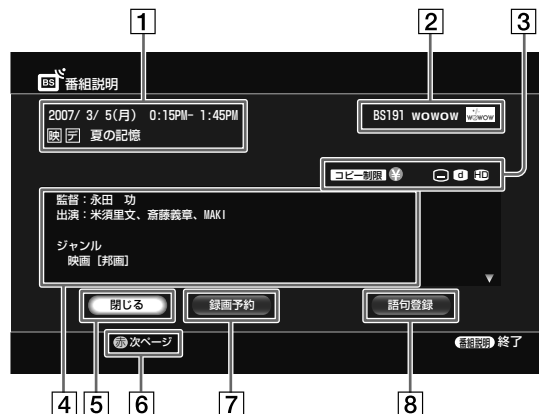 1 2 3
BS 番組説明
2007/ 3/ 5(月) 0:15PM- 1:45PM
BS191 WOWOW WOWOW
映 デ 夏の記憶
コピー制限 ¥ d HD
監督：永田 功
出演：米須里文、斎藤義章、MAKI
ジャンル
映画 [邦画]
▼
閉じる 録画予約 語句登録
赤 次ページ 番組説明 終了
4 5 6 7 8